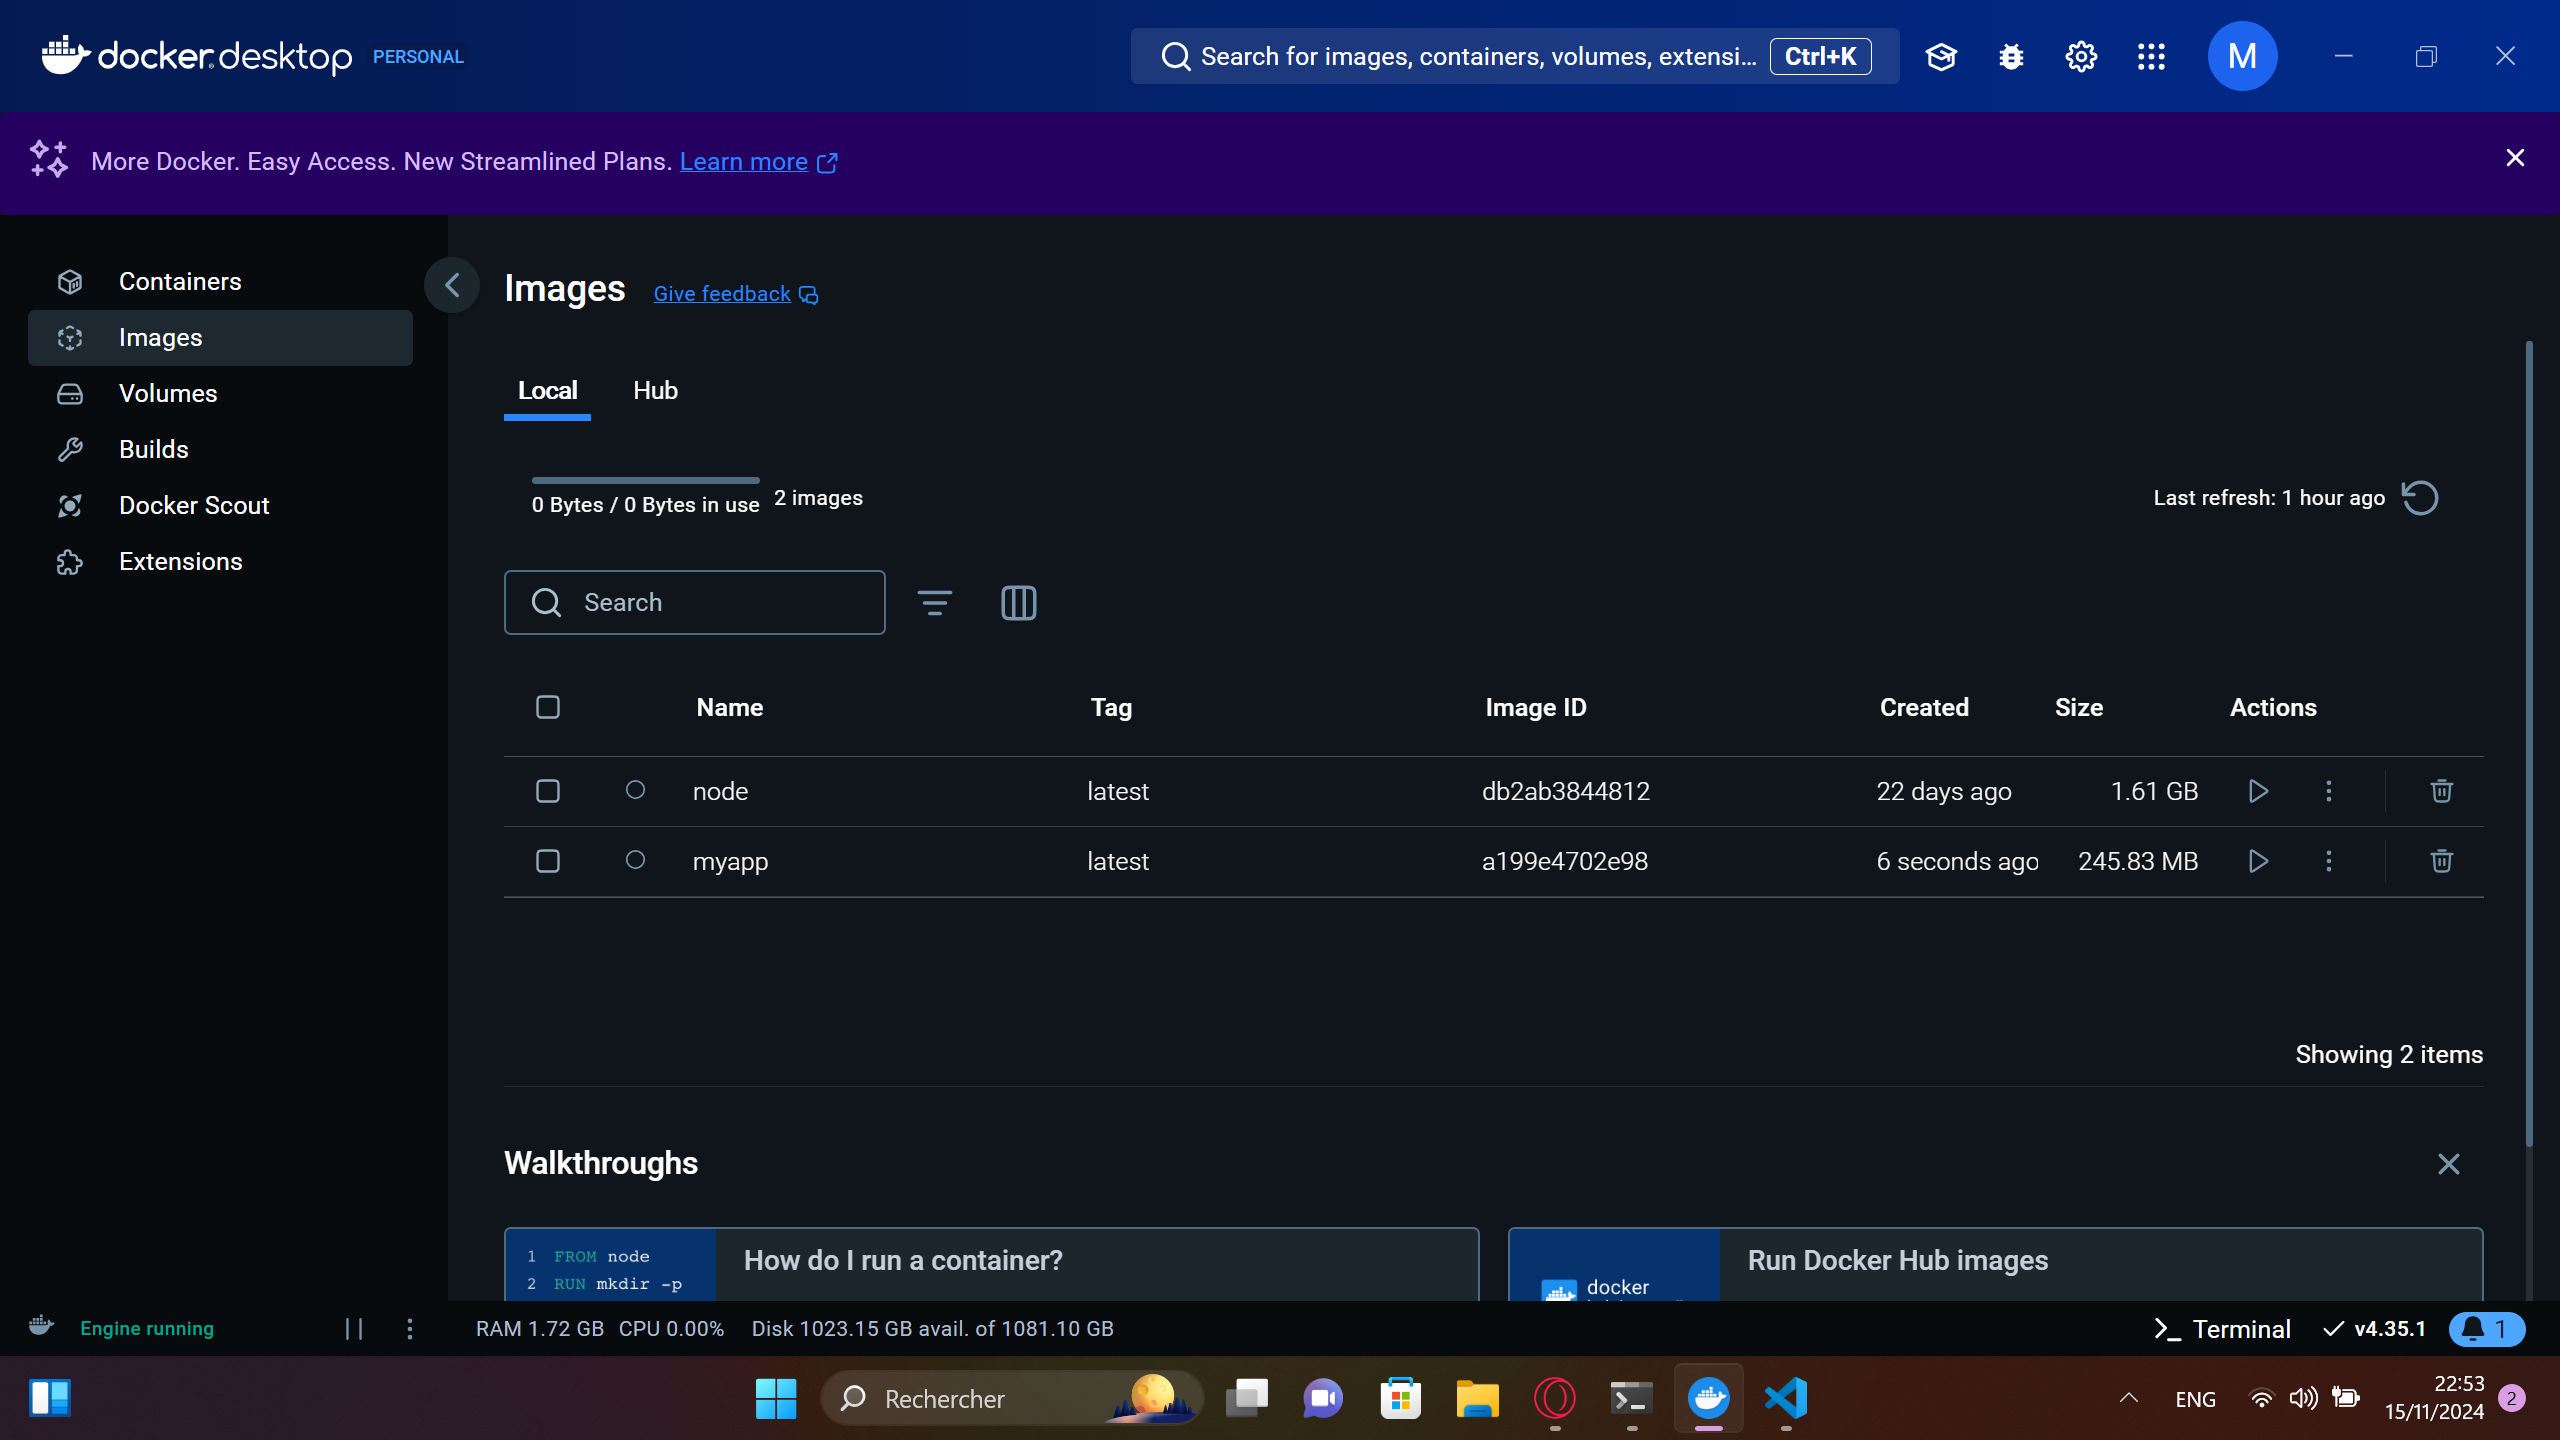 docker desktop PERSONAL
Search for images, containers, volumes, extensi... Ctrl+K
M
More Docker. Easy Access. New Streamlined Plans. Learn more
Containers
Images
Volumes
Builds
Docker Scout
Extensions
Images Give feedback
Local Hub
0 Bytes / 0 Bytes in use 2 images
Last refresh: 1 hour ago
Search
Name Tag Image ID Created Size Actions
node latest db2ab3844812 22 days ago 1.61 GB
myapp latest a199e4702e98 6 seconds ago 245.83 MB
Showing 2 items
Walkthroughs
1 FROM node
2 RUN mkdir -p
How do I run a container?
docker
Run Docker Hub images
Engine running
RAM 1.72 GB CPU 0.00% Disk 1023.15 GB avail. of 1081.10 GB
Terminal v4.35.1 1
Rechercher
ENG
22:53
15/11/2024
2